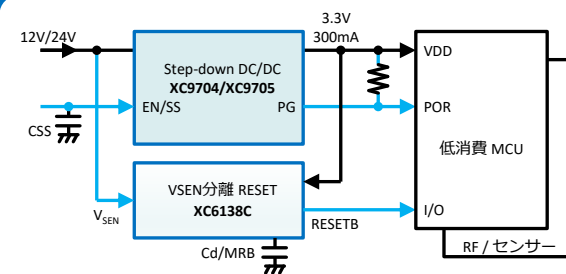 12V/24V
3.3V
300mA
Step-down DC/DC
XC9704/XC9705
EN/SS
PG
CSS
VDD
POR
低消費 MCU
VSEN分離 RESET
XC6138C
VSEN
RESETB
I/O
Cd/MRB
RF / センサー